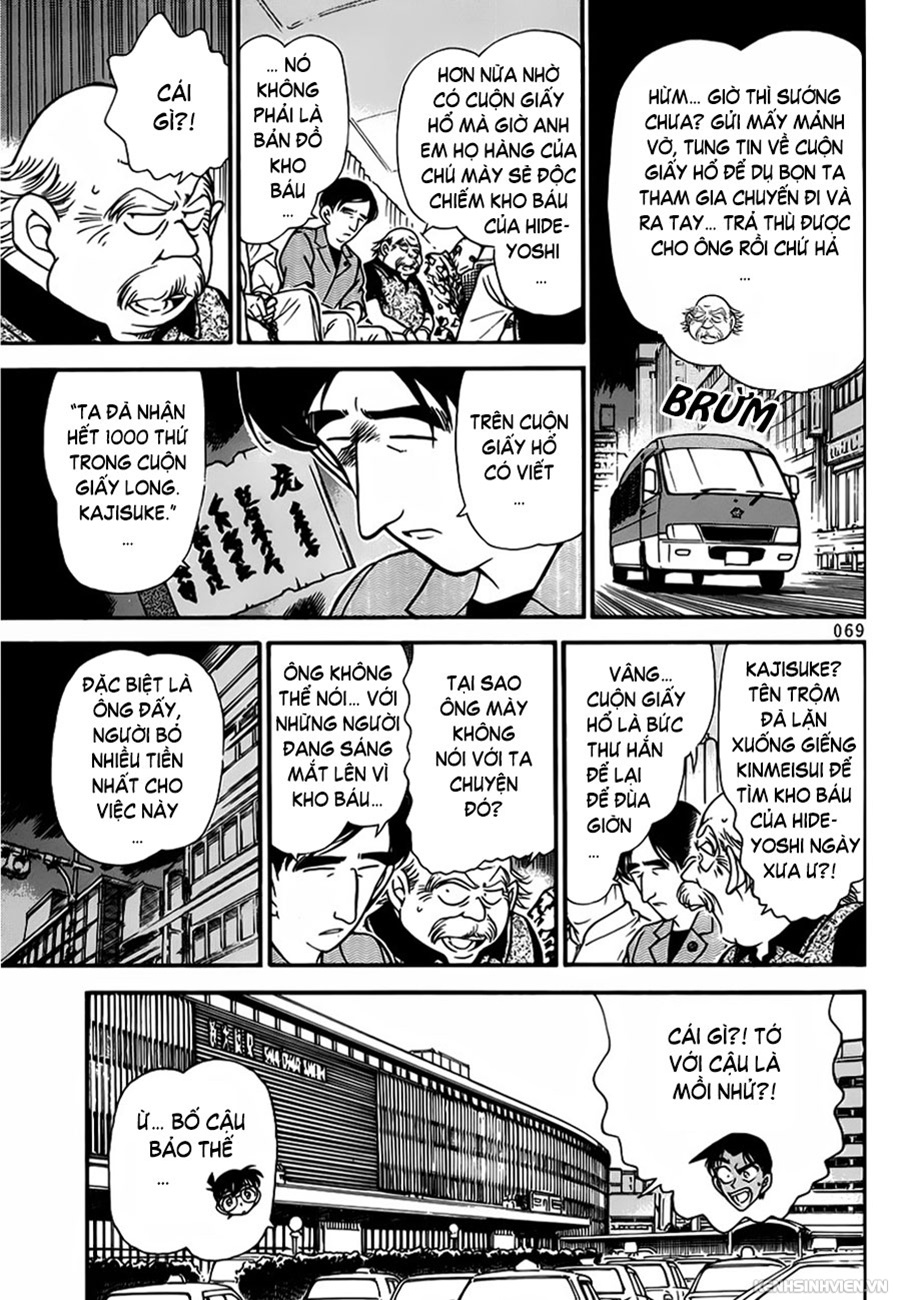 HỪM... GIỜ THÌ SƯỚNG
CHƯA? GỬI MẤY MẢNH
VỠ, TUNG TIN VỀ CUỘN
GIẤY HỔ ĐỂ DỤ BỌN TA
THAM GIA CHUYẾN ĐI VÀ
RA TAY... TRẢ THÙ ĐƯỢC
CHO ÔNG RỒI CHỨ HẢ
...
BRỪM
HƠN NỮA NHỜ
CÓ CUỘN GIẤY
HỔ MÀ GIỜ ANH
EM HỌ HÀNG CỦA
CHÚ MÀY SẼ ĐỘC
CHIẾM KHO BÁU
CỦA HIDE-
YOSHI
...
... NÓ
KHÔNG
PHẢI LÀ
BẢN ĐỒ
KHO
BÁU
...
CÁI
GÌ?!
TRÊN CUỘN
GIẤY HỔ
CÓ VIẾT
...
虎
"TA ĐÃ NHẬN
HẾT 1000 THỨ
TRONG CUỘN
GIẤY LONG.
KAJISUKE."
...
069
KAJISUKE?
TÊN TRỘM
ĐÃ LẶN
XUỐNG GIẾNG
KINMEISUI ĐỂ
TÌM KHO BÁU
CỦA HIDE-
YOSHI NGÀY
XƯA Ư?!
VÂNG...
CUỘN GIẤY
HỔ LÀ BỨC
THƯ HẮN
ĐỂ LẠI
ĐỂ ĐÙA
GIỠN
...
TẠI SAO
ÔNG MÀY
KHÔNG
NÓI VỚI TA
CHUYỆN
ĐÓ?
ÔNG KHÔNG
THỂ NÓI... VỚI
NHỮNG NGƯỜI
ĐANG SÁNG
MẮT LÊN VÌ
KHO BÁU...
ĐẶC BIỆT LÀ
ÔNG ĐẤY,
NGƯỜI BỎ
NHIỀU TIỀN
NHẤT CHO
VIỆC NÀY
...
CÁI GÌ?! TỚ
VỚI CẬU LÀ
MỒI NHỬ?!
Ừ... BỐ CẬU
BẢO THẾ
...
KENHSINHVIEN.VN